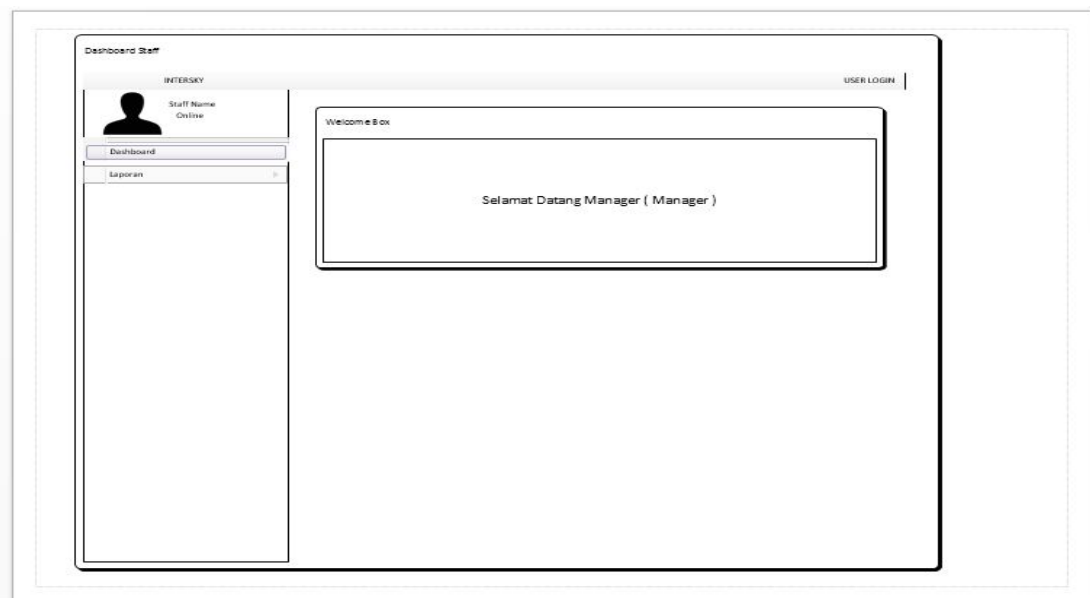 Dashboard Staff
INTERSKY
USER LOGIN
Staff Name
Online
Welcome Box
Dashboard
Laporan
Selamat Datang Manager ( Manager )